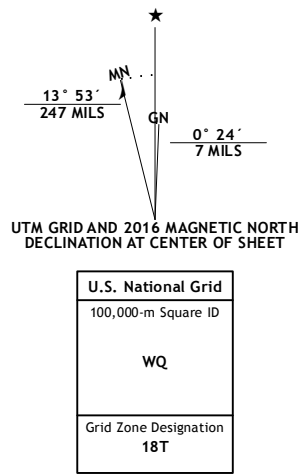 ★
MN
GN
13° 53´
247 MILS
0° 24´
7 MILS
UTM GRID AND 2016 MAGNETIC NORTH
DECLINATION AT CENTER OF SHEET
U.S. National Grid
100,000-m Square ID
WQ
Grid Zone Designation
18T